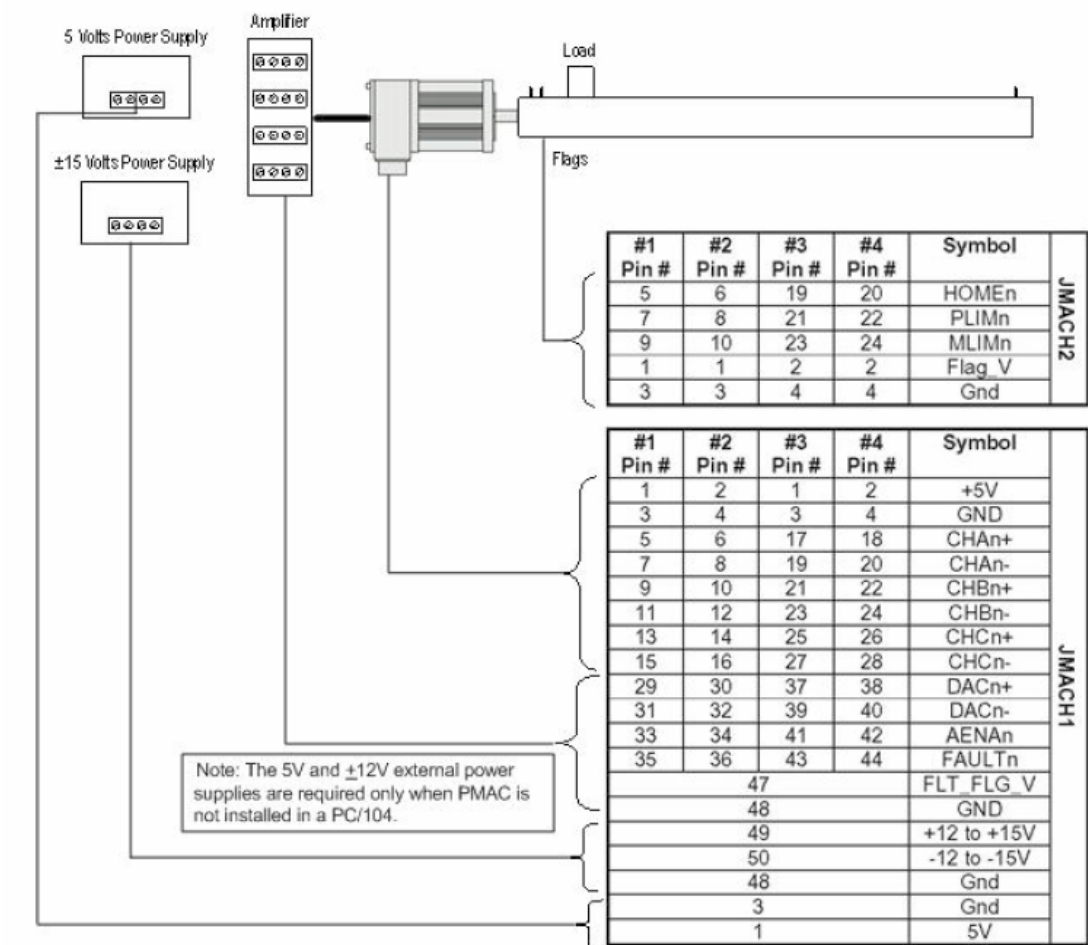 Amplifier
5 Volts Power Supply
Load
±15 Volts Power Supply
Flags
#1 Pin # #2 Pin # #3 Pin # #4 Pin # Symbol
5 6 19 20 HOMEn
7 8 21 22 PLIMn
9 10 23 24 MLIMn
1 1 2 2 Flag_V
3 3 4 4 Gnd
JMACH2
#1 Pin # #2 Pin # #3 Pin # #4 Pin # Symbol
1 2 1 2 +5V
3 4 3 4 GND
5 6 17 18 CHAn+
7 8 19 20 CHAn-
9 10 21 22 CHBn+
11 12 23 24 CHBn-
13 14 25 26 CHCn+
15 16 27 28 CHCn-
29 30 37 38 DACn+
31 32 39 40 DACn-
33 34 41 42 AENAn
35 36 43 44 FAULTn
47 FLT_FLG_V
48 GND
49 +12 to +15V
50 -12 to -15V
48 Gnd
3 Gnd
1 5V
JMACH1
Note: The 5V and ±12V external power
supplies are required only when PMAC is
not installed in a PC/104.